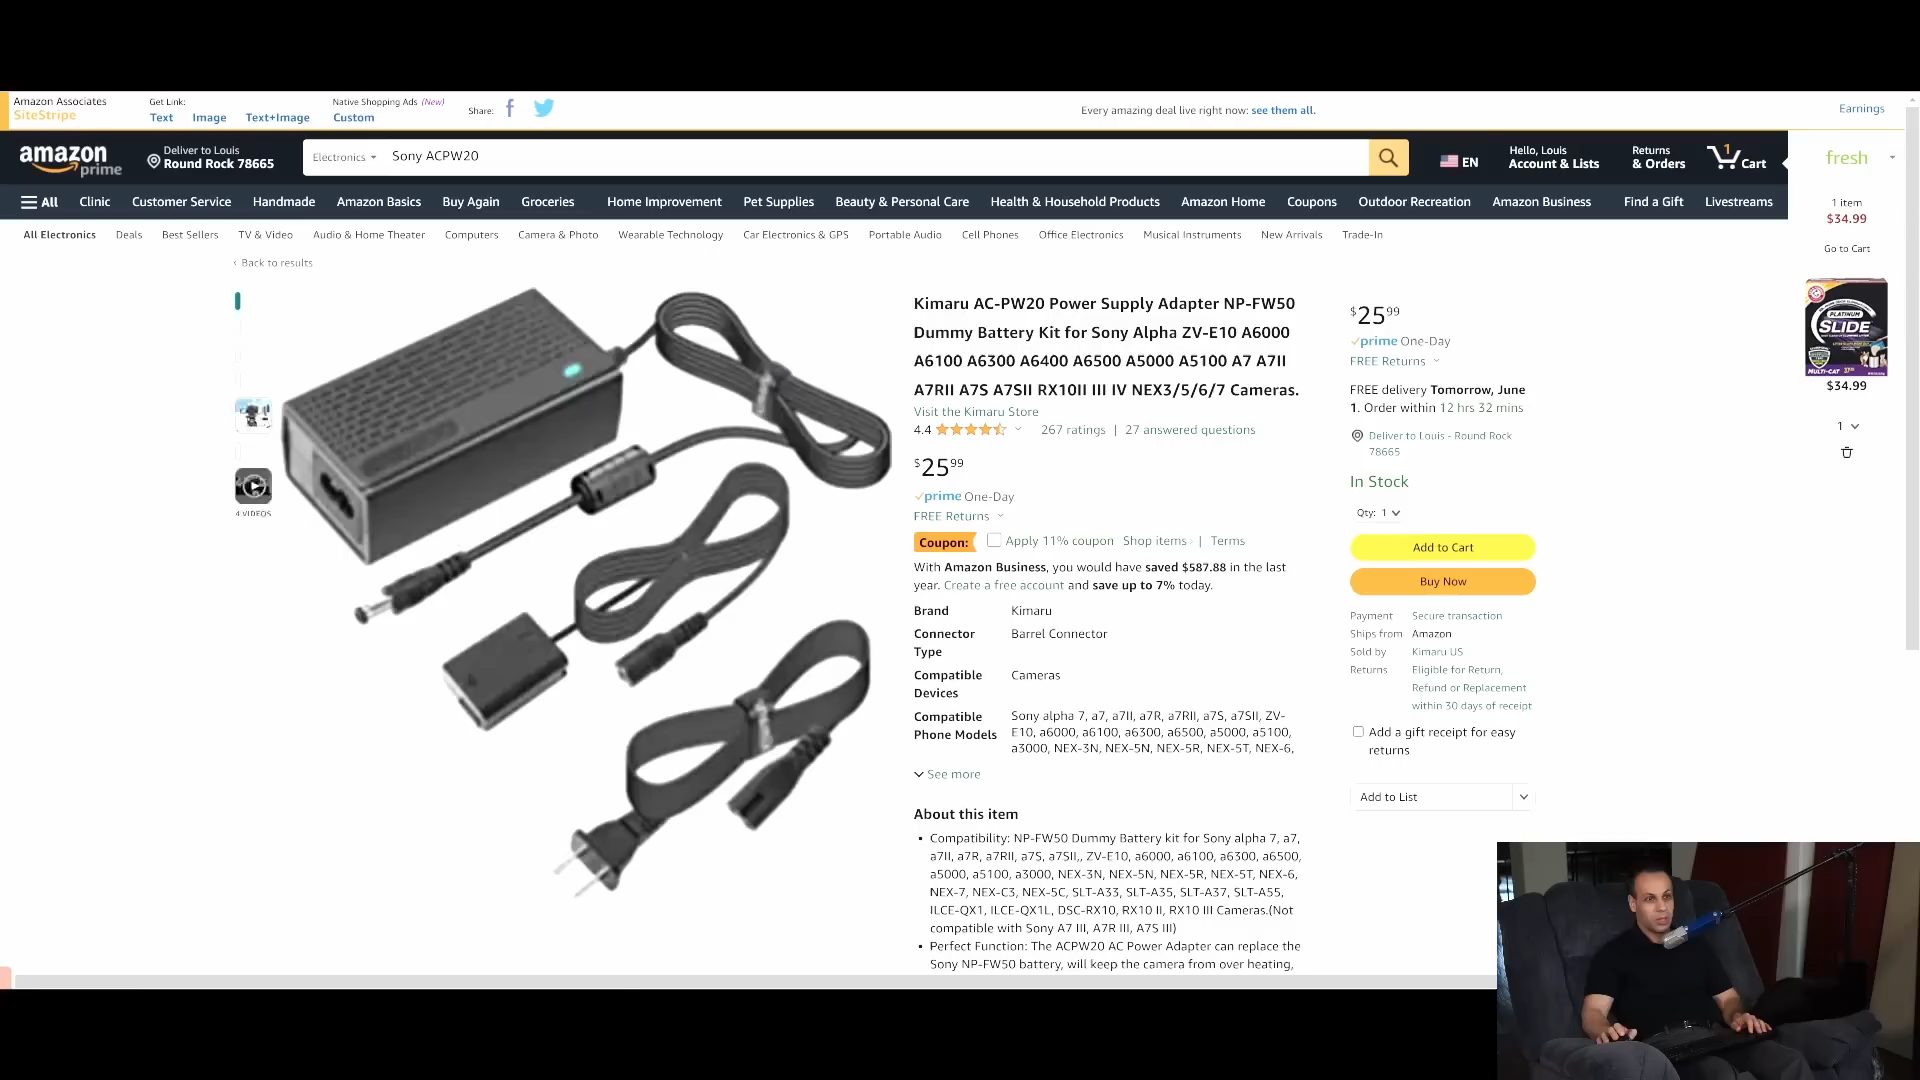 Amazon Associates
SiteStripe
Get Link:
Text Image Text+Image
Native Shopping Ads (New)
Custom
Share:
Every amazing deal live right now: see them all.
Earnings
amazon prime
Deliver to Louis
Round Rock 78665
Electronics
Sony ACPW20
EN
Hello, Louis
Account & Lists
Returns
& Orders
1
Cart
fresh
All Clinic Customer Service Handmade Amazon Basics Buy Again Groceries Home Improvement Pet Supplies Beauty & Personal Care Health & Household Products Amazon Home Coupons Outdoor Recreation Amazon Business Find a Gift Livestreams
1 item
$34.99
Go to Cart
All Electronics Deals Best Sellers TV & Video Audio & Home Theater Computers Camera & Photo Wearable Technology Car Electronics & GPS Portable Audio Cell Phones Office Electronics Musical Instruments New Arrivals Trade-In
‹ Back to results
4 VIDEOS
Kimaru AC-PW20 Power Supply Adapter NP-FW50
Dummy Battery Kit for Sony Alpha ZV-E10 A6000
A6100 A6300 A6400 A6500 A5000 A5100 A7 A7II
A7RII A7S A7SII RX10II III IV NEX3/5/6/7 Cameras.
Visit the Kimaru Store
4.4
267 ratings | 27 answered questions
$25 99
prime One-Day
FREE Returns
Coupon: Apply 11% coupon Shop items › | Terms
With Amazon Business, you would have saved $587.88 in the last
year. Create a free account and save up to 7% today.
Brand Kimaru
Connector Type Barrel Connector
Compatible Devices Cameras
Compatible Phone Models
Sony alpha 7, a7, a7II, a7R, a7RII, a7S, a7SII, ZV-
E10, a6000, a6100, a6300, a6500, a5000, a5100,
a3000, NEX-3N, NEX-5N, NEX-5R, NEX-5T, NEX-6,
See more
About this item
• Compatibility: NP-FW50 Dummy Battery kit for Sony alpha 7, a7,
a7II, a7R, a7RII, a7S, a7SII,, ZV-E10, a6000, a6100, a6300, a6500,
a5000, a5100, a3000, NEX-3N, NEX-5N, NEX-5R, NEX-5T, NEX-6,
NEX-7, NEX-C3, NEX-5C, SLT-A33, SLT-A35, SLT-A37, SLT-A55,
ILCE-QX1, ILCE-QX1L, DSC-RX10, RX10 II, RX10 III Cameras.(Not
compatible with Sony A7 III, A7R III, A7S III)
• Perfect Function: The ACPW20 AC Power Adapter can replace the
Sony NP-FW50 battery, will keep the camera from over heating,
$25 99
prime One-Day
FREE Returns
FREE delivery Tomorrow, June
1. Order within 12 hrs 32 mins
Deliver to Louis - Round Rock
78665
In Stock
Qty: 1
Add to Cart
Buy Now
Payment Secure transaction
Ships from Amazon
Sold by Kimaru US
Returns Eligible for Return,
Refund or Replacement
within 30 days of receipt
Add a gift receipt for easy
returns
Add to List
PLATINUM
SLIDE
MULTI-CAT
$34.99
1